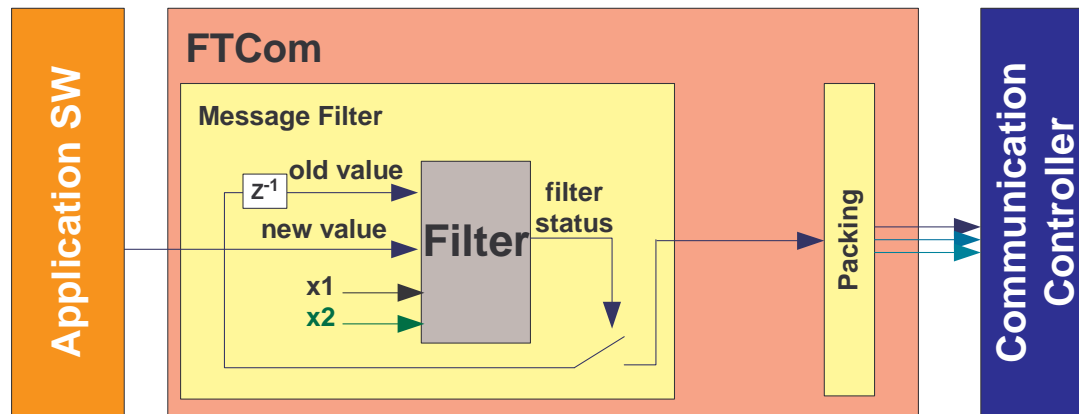 Application SW
FTCom
Message Filter
old value
Z-1
new value
x1
x2
Filter
filter
status
Packing
Communication
Controller